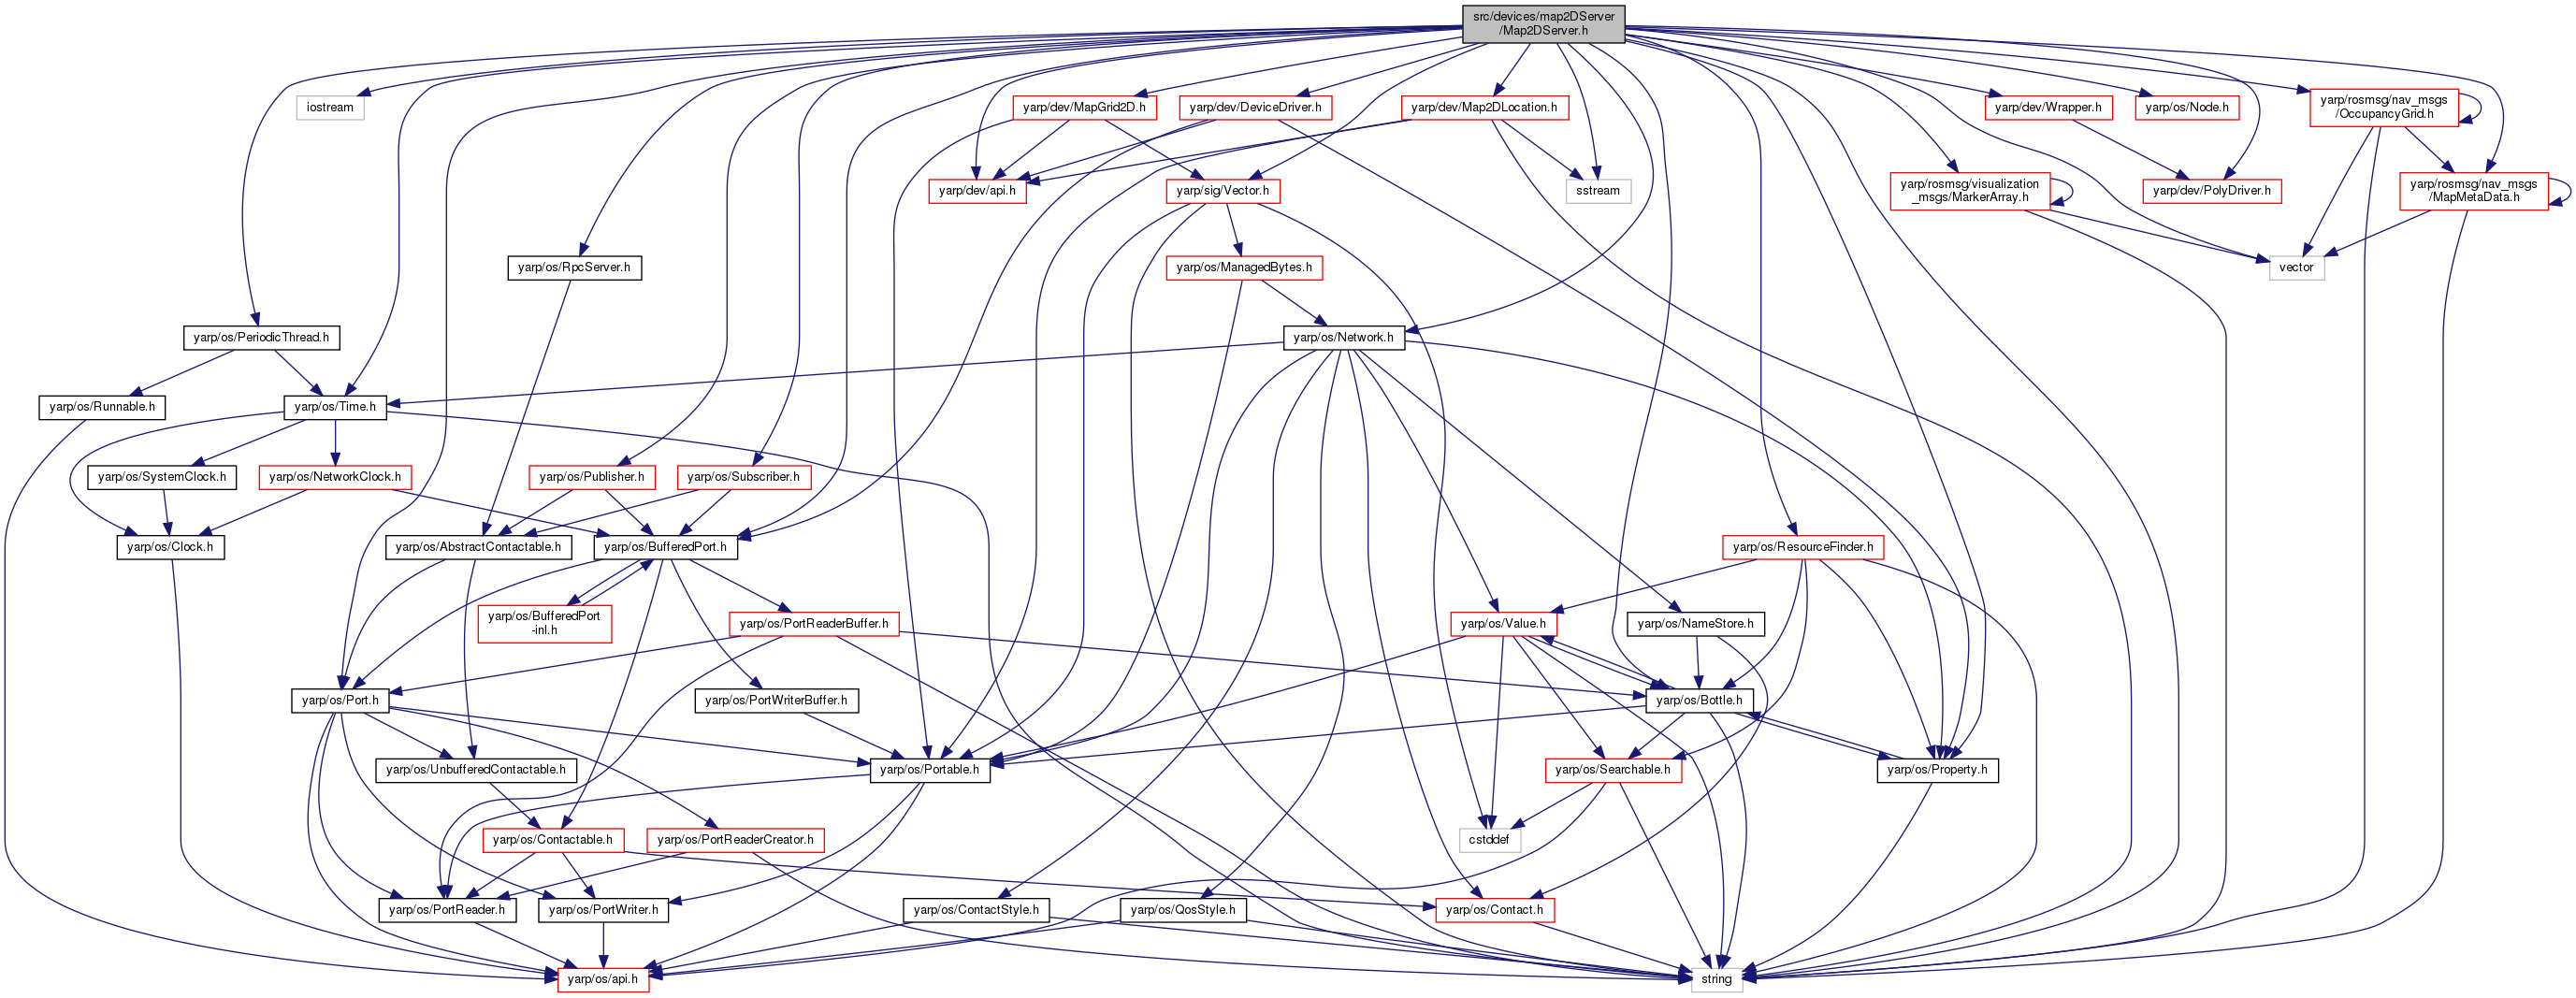 src/devices/map2DServer
/Map2DServer.h
iostream
yarp/dev/MapGrid2D.h
yarp/dev/DeviceDriver.h
yarp/dev/Map2DLocation.h
yarp/dev/Wrapper.h
yarp/os/Node.h
yarp/rosmsg/nav_msgs
/OccupancyGrid.h
yarp/dev/api.h
yarp/sig/Vector.h
sstream
yarp/rosmsg/visualization
_msgs/MarkerArray.h
yarp/dev/PolyDriver.h
yarp/rosmsg/nav_msgs
/MapMetaData.h
yarp/os/RpcServer.h
yarp/os/ManagedBytes.h
vector
yarp/os/PeriodicThread.h
yarp/os/Network.h
yarp/os/Runnable.h
yarp/os/Time.h
yarp/os/SystemClock.h
yarp/os/NetworkClock.h
yarp/os/Publisher.h
yarp/os/Subscriber.h
yarp/os/Clock.h
yarp/os/AbstractContactable.h
yarp/os/BufferedPort.h
yarp/os/ResourceFinder.h
yarp/os/BufferedPort
-inl.h
yarp/os/PortReaderBuffer.h
yarp/os/Value.h
yarp/os/NameStore.h
yarp/os/Port.h
yarp/os/PortWriterBuffer.h
yarp/os/Bottle.h
yarp/os/UnbufferedContactable.h
yarp/os/Portable.h
yarp/os/Searchable.h
yarp/os/Property.h
yarp/os/Contactable.h
yarp/os/PortReaderCreator.h
cstddef
yarp/os/PortReader.h
yarp/os/PortWriter.h
yarp/os/ContactStyle.h
yarp/os/QosStyle.h
yarp/os/Contact.h
yarp/os/api.h
string